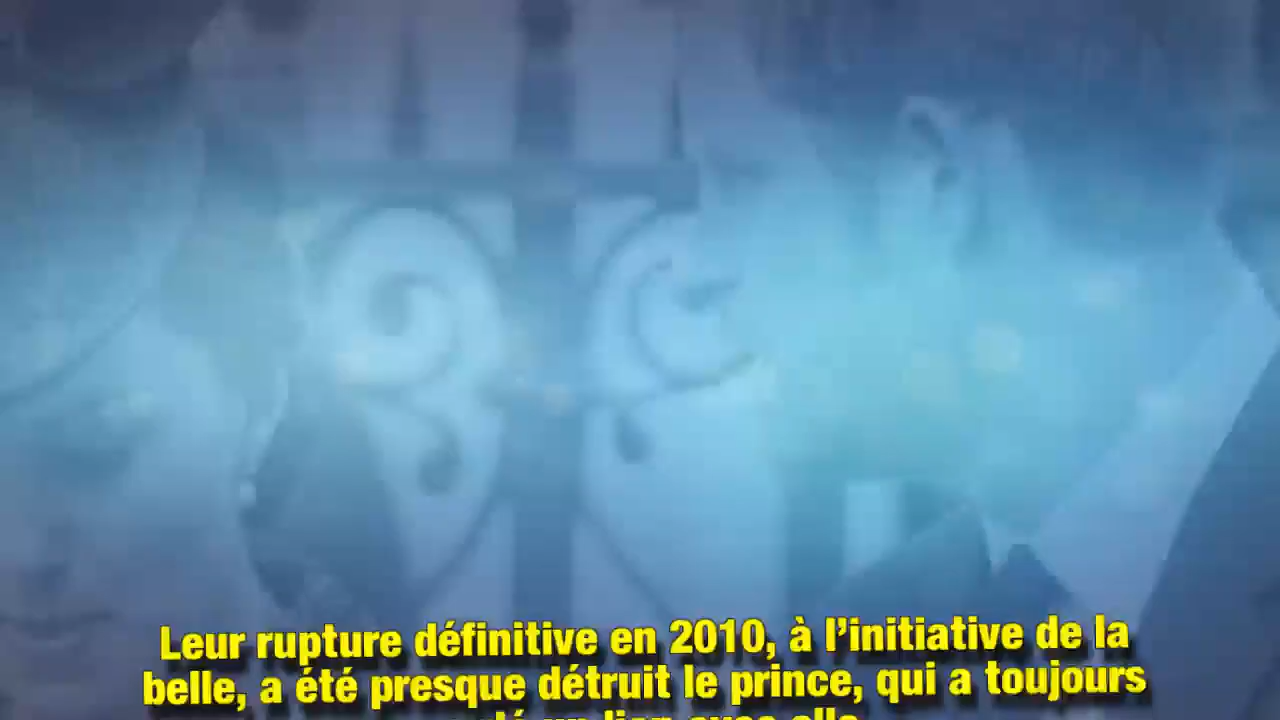 Leur rupture définitive en 2010, à l’initiative de la
belle, a été presque détruit le prince, qui a toujours